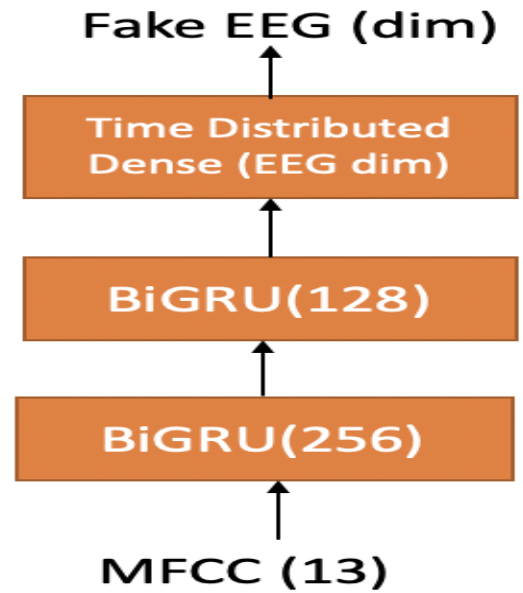 Fake EEG (dim)
Time Distributed
Dense (EEG dim)
BiGRU(128)
BiGRU(256)
MFCC (13)